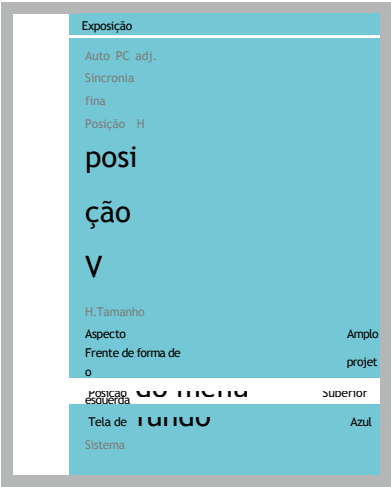 Exposição
Auto PC adj.
Sincronia
fina
Posição H
posi
ção
V
H.Tamanho
Aspecto Amplo
Frente de forma de projet
o
Posição do menu Superior
esquerda
Tela de fundo Azul
Sistema